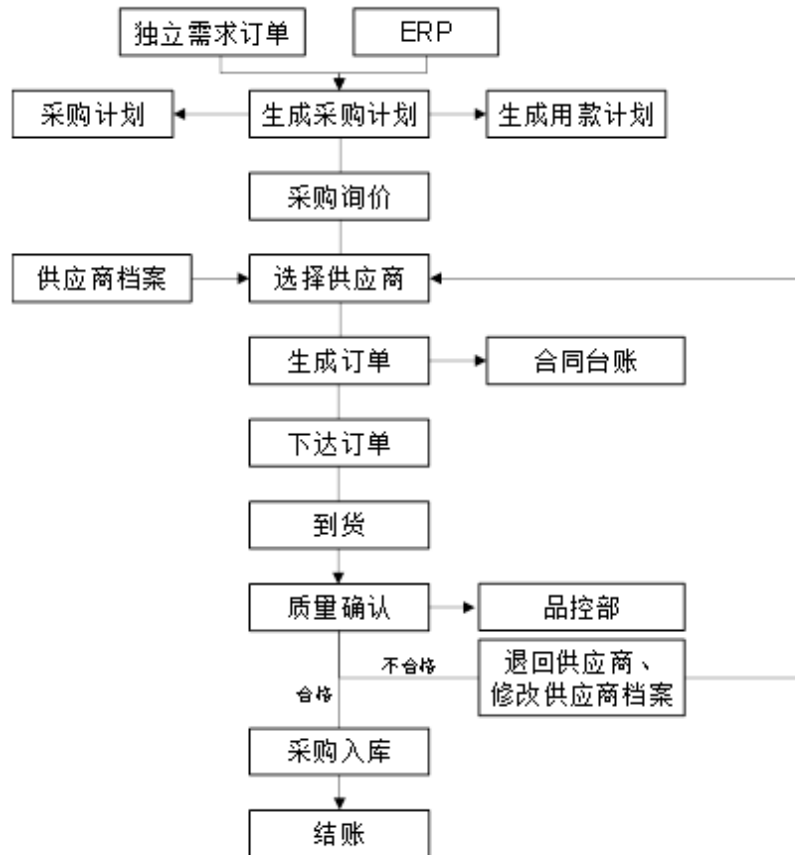 独立需求订单
ERP
采购计划
生成采购计划
生成用款计划
采购询价
供应商档案
选择供应商
生成订单
合同台账
下达订单
到货
质量确认
品控部
不合格
退回供应商、
修改供应商档案
合格
采购入库
结账